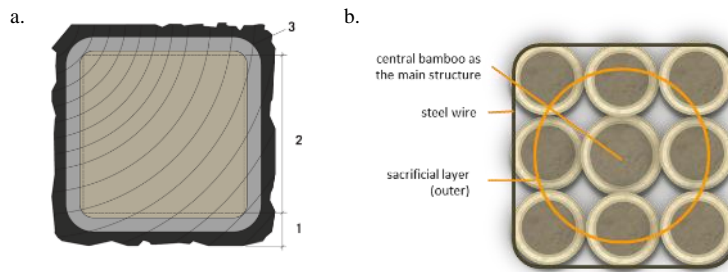 a.
3
2
1
b.
central bamboo as
the main structure
steel wire
sacrificial layer
(outer)